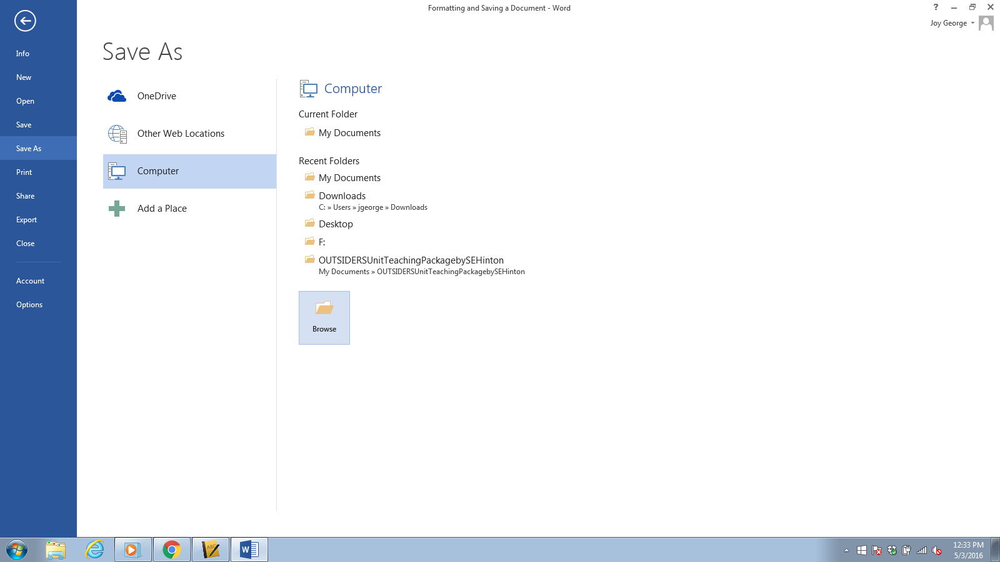 Formatting and Saving a Document - Word
?
Joy George
Info
New
Open
Save
Save As
Print
Share
Export
Close
Account
Options
Save As
OneDrive
Other Web Locations
Computer
Add a Place
Computer
Current Folder
My Documents
Recent Folders
My Documents
Downloads
C: » Users » jgeorge » Downloads
Desktop
F:
OUTSIDERSUnitTeachingPackagebySEHinton
My Documents » OUTSIDERSUnitTeachingPackagebySEHinton
Browse
ABC
W
12:33 PM
5/3/2016